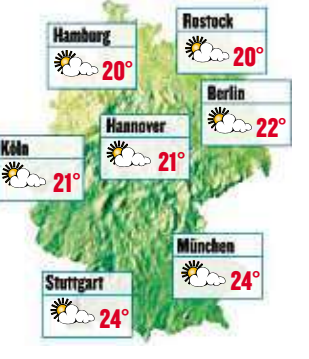 Hamburg
20°
Rostock
20°
Berlin
22°
Hannover
21°
Köln
21°
München
24°
Stuttgart
24°